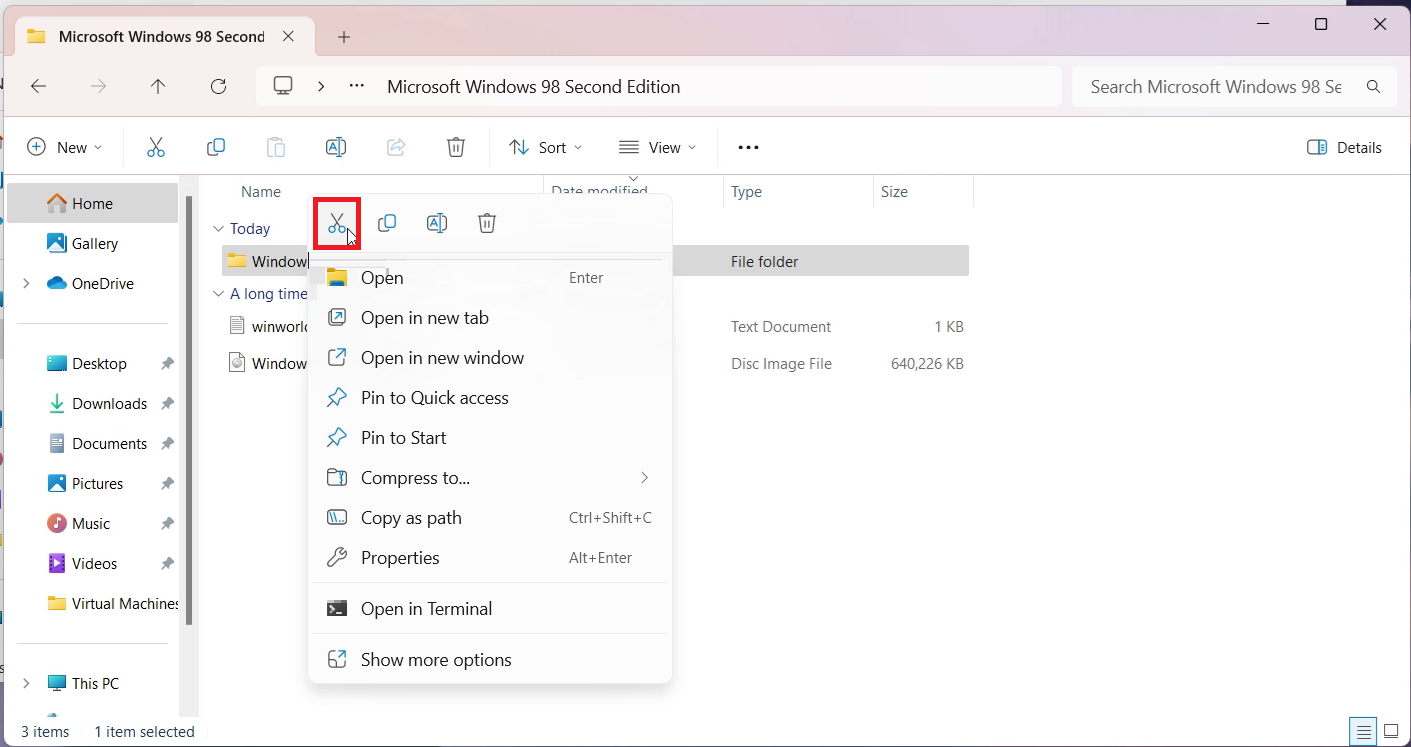 Microsoft Windows 98 Second
Microsoft Windows 98 Second Edition
Search Microsoft Windows 98 Se
New
Sort
View
Details
Home
Gallery
OneDrive
Desktop
Downloads
Documents
Pictures
Music
Videos
Virtual Machines
This PC
Name
Date modified
Type
Size
Today
Window
File folder
A long time
winworld
Text Document
1 KB
Window
Disc Image File
640,226 KB
Open
Enter
Open in new tab
Open in new window
Pin to Quick access
Pin to Start
Compress to...
Copy as path
Ctrl+Shift+C
Properties
Alt+Enter
Open in Terminal
Show more options
3 items
1 item selected